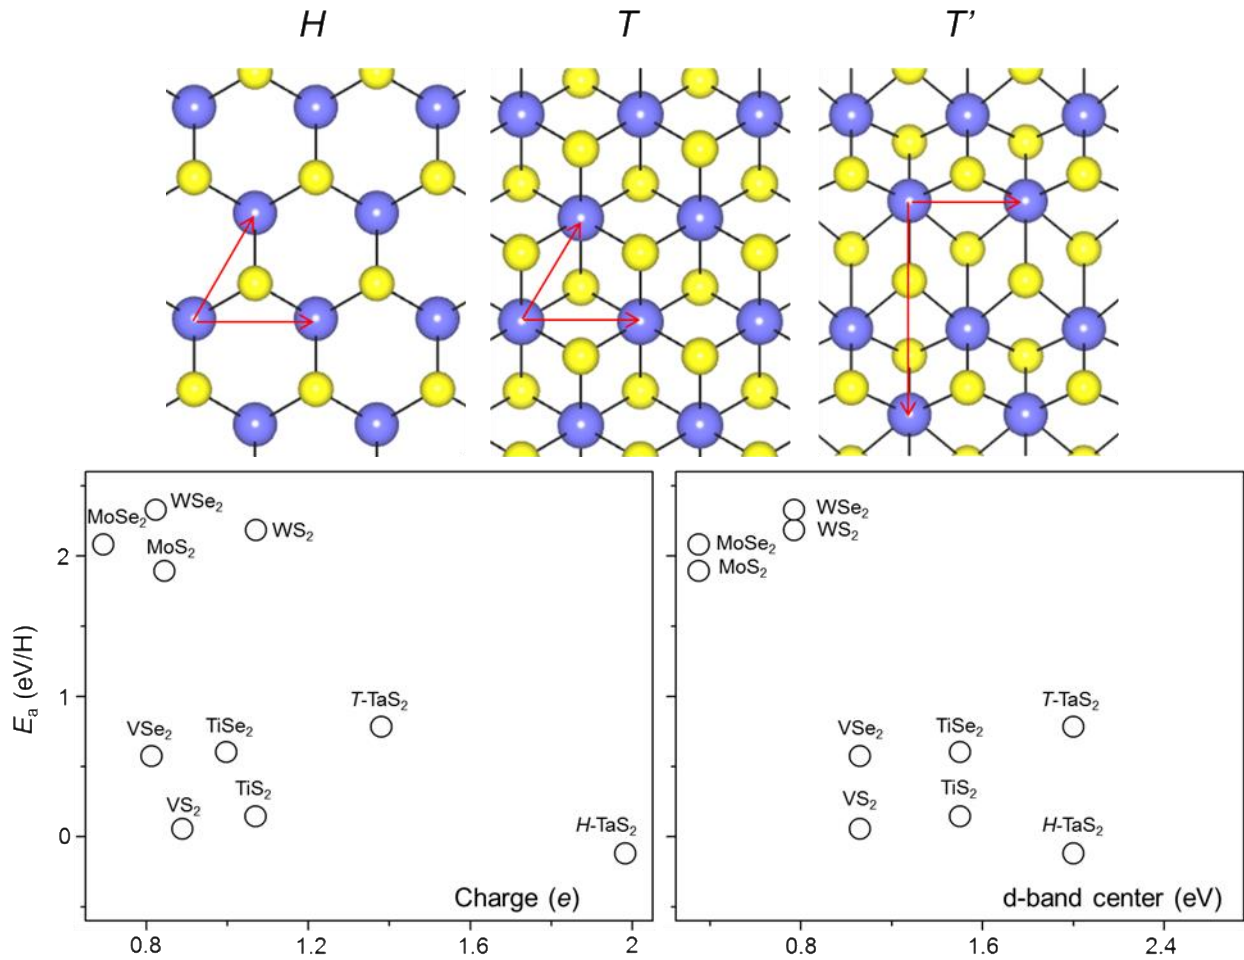 H T T’
WSe₂
MoSe₂
WS₂
MoS₂
T-TaS₂
VSe₂ TiSe₂
TiS₂
VS₂
H-TaS₂
Charge (e)
Eₐ (eV/H)
2
1
0
0.8 1.2 1.6 2
WSe₂
WS₂
MoSe₂
MoS₂
T-TaS₂
VSe₂ TiSe₂
VS₂ TiS₂
H-TaS₂
d-band center (eV)
0.8 1.6 2.4